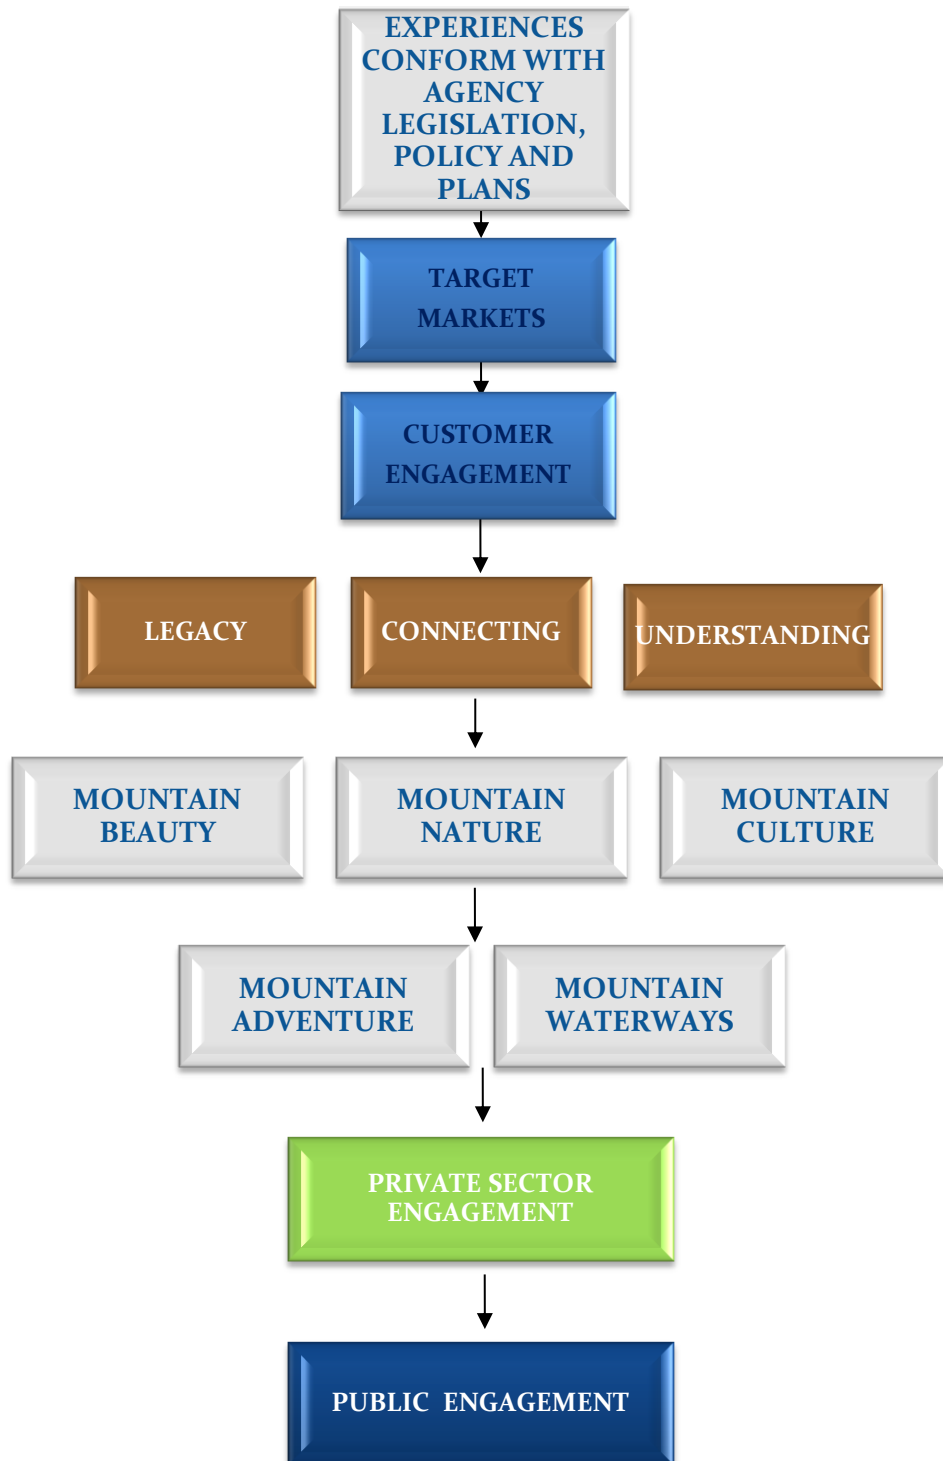 EXPERIENCES
CONFORM WITH
AGENCY
LEGISLATION,
POLICY AND
PLANS
TARGET
MARKETS
CUSTOMER
ENGAGEMENT
LEGACY
CONNECTING
UNDERSTANDING
MOUNTAIN
BEAUTY
MOUNTAIN
NATURE
MOUNTAIN
CULTURE
MOUNTAIN
ADVENTURE
MOUNTAIN
WATERWAYS
PRIVATE SECTOR
ENGAGEMENT
PUBLIC ENGAGEMENT